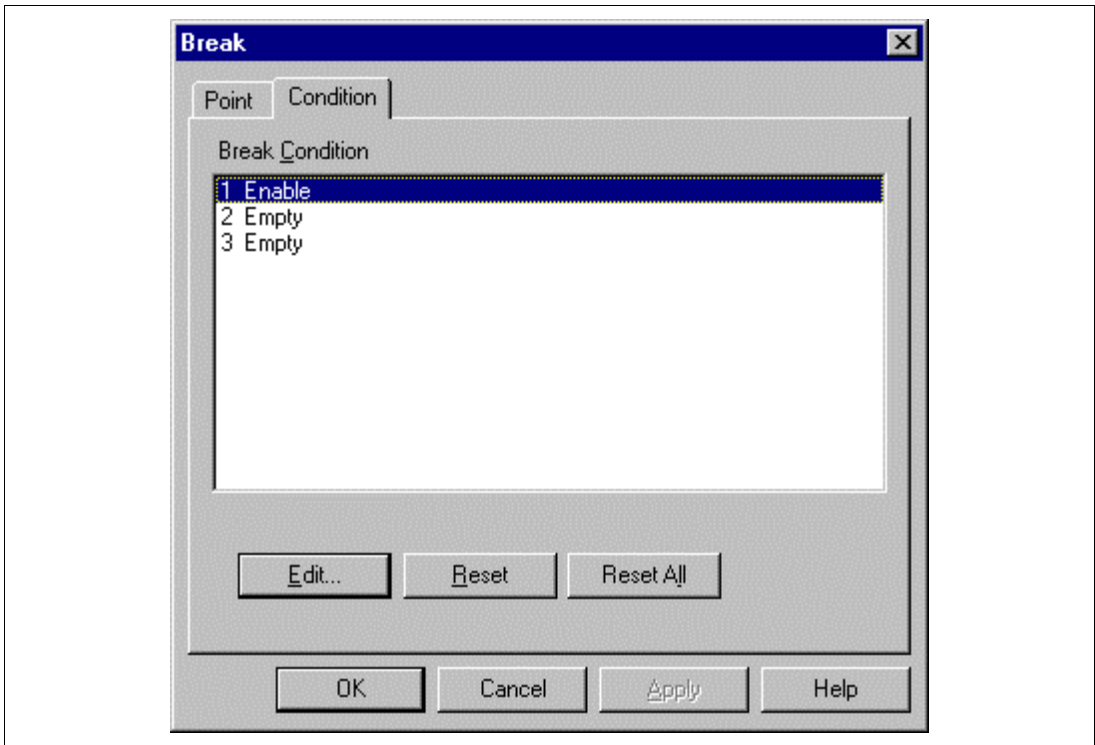 Break
Point Condition
Break Condition
1 Enable
2 Empty
3 Empty
Edit... Reset Reset All
OK Cancel Apply Help